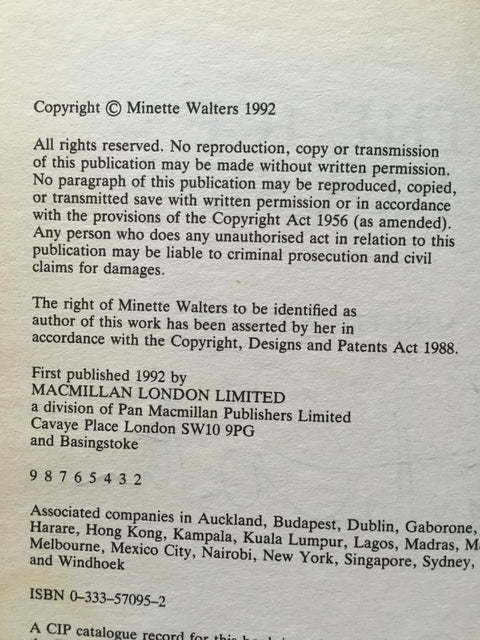 Copyright © Minette Walters 1992
All rights reserved. No reproduction, copy or transmission
of this publication may be made without written permission.
No paragraph of this publication may be reproduced, copied,
or transmitted save with written permission or in accordance
with the provisions of the Copyright Act 1956 (as amended).
Any person who does any unauthorised act in relation to this
publication may be liable to criminal prosecution and civil
claims for damages.
The right of Minette Walters to be identified as
author of this work has been asserted by her in
accordance with the Copyright, Designs and Patents Act 1988.
First published 1992 by
MACMILLAN LONDON LIMITED
a division of Pan Macmillan Publishers Limited
Cavaye Place London SW10 9PG
and Basingstoke
9 8 7 6 5 4 3 2
Associated companies in Auckland, Budapest, Dublin, Gaborone,
Harare, Hong Kong, Kampala, Kuala Lumpur, Lagos, Madras,
Melbourne, Mexico City, Nairobi, New York, Singapore, Sydney,
and Windhoek
ISBN 0–333–57095–2
A CIP catalogue record for this book